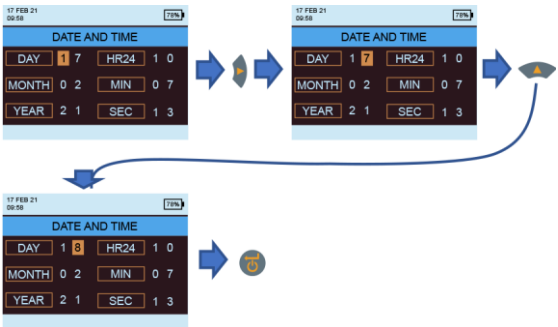 17 FEB 21
09:58
78%
DATE AND TIME
DAY 1 7 HR24 1 0
MONTH 0 2 MIN 0 7
YEAR 2 1 SEC 1 3
17 FEB 21
09:58
78%
DATE AND TIME
DAY 1 7 HR24 1 0
MONTH 0 2 MIN 0 7
YEAR 2 1 SEC 1 3
17 FEB 21
09:58
78%
DATE AND TIME
DAY 1 8 HR24 1 0
MONTH 0 2 MIN 0 7
YEAR 2 1 SEC 1 3